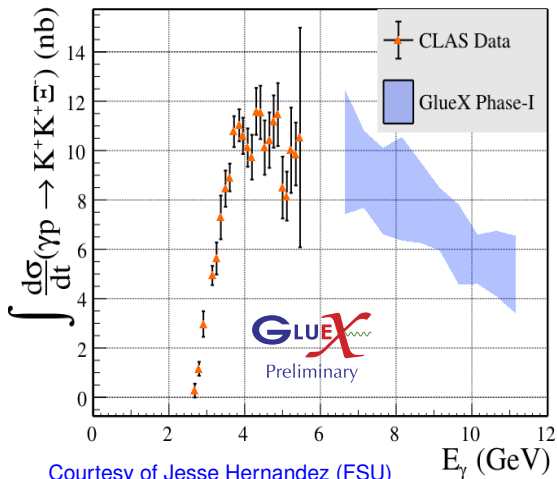 ∫ dσ/dt (γp → K⁺K⁺Ξ⁻) (nb)
14
12
10
8
6
4
2
0
CLAS Data
GlueX Phase-I
GLUEX
Preliminary
0 2 4 6 8 10 12
E_γ (GeV)
Courtesy of Jesse Hernandez (FSU)